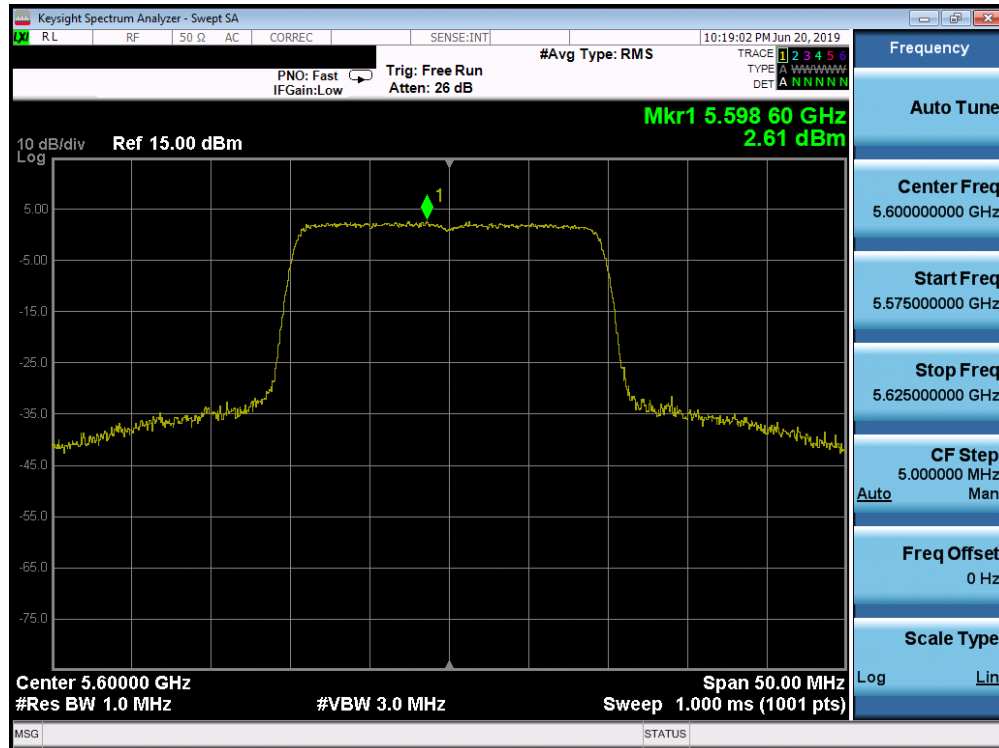 Keysight Spectrum Analyzer - Swept SA
LXI RL RF 50 Ω AC CORREC SENSE:INT 10:19:02 PM Jun 20, 2019
#Avg Type: RMS TRACE 1 2 3 4 5 6
PNO: Fast Trig: Free Run TYPE A WWWWW
IFGain:Low Atten: 26 dB DET A N N N N N
Mkr1 5.598 60 GHz
2.61 dBm
10 dB/div Ref 15.00 dBm
Log
1
5.00
-5.00
-15.0
-25.0
-35.0
-45.0
-55.0
-65.0
-75.0
Center 5.60000 GHz Span 50.00 MHz
#Res BW 1.0 MHz #VBW 3.0 MHz Sweep 1.000 ms (1001 pts)
MSG STATUS
Frequency
Auto Tune
Center Freq
5.600000000 GHz
Start Freq
5.575000000 GHz
Stop Freq
5.625000000 GHz
CF Step
5.000000 MHz
Auto Man
Freq Offset
0 Hz
Scale Type
Log Lin